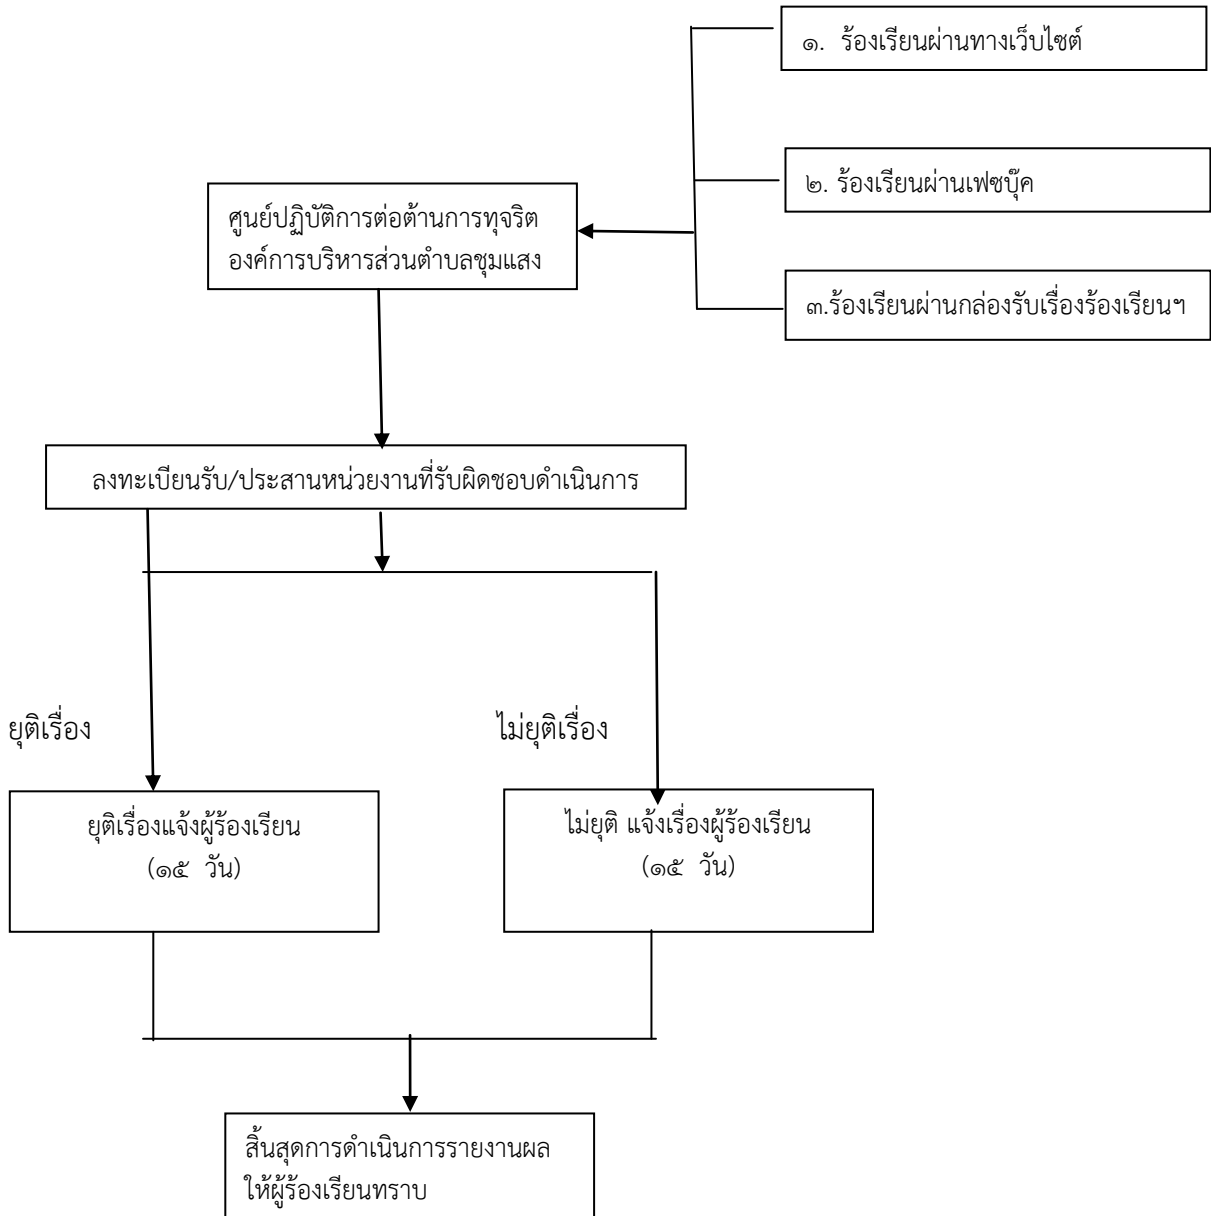 ๑.  ร้องเรียนผ่านทางเว็บไซต์
๒. ร้องเรียนผ่านเฟซบุ๊ค
๓.ร้องเรียนผ่านกล่องรับเรื่องร้องเรียนฯ
ศูนย์ปฏิบัติการต่อต้านการทุจริต
องค์การบริหารส่วนตำบลชุมแสง
ลงทะเบียนรับ/ประสานหน่วยงานที่รับผิดชอบดำเนินการ
ยุติเรื่อง
ไม่ยุติเรื่อง
ยุติเรื่องแจ้งผู้ร้องเรียน
(๑๕  วัน)
ไม่ยุติ แจ้งเรื่องผู้ร้องเรียน
(๑๕  วัน)
สิ้นสุดการดำเนินการรายงานผล
ให้ผู้ร้องเรียนทราบ